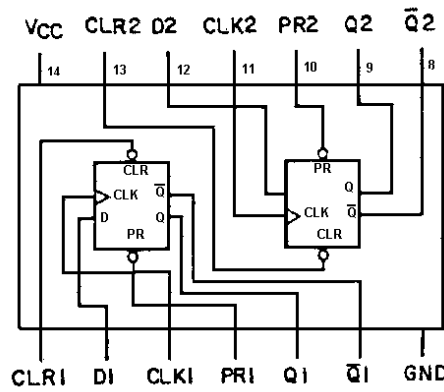 VCC CLR2 D2 CLK2 PR2 Q2 Q̅2
14 13 12 11 10 9 8
CLR PR
CLK Q̅ Q
D Q CLK Q̅
PR CLR
CLR1 D1 CLK1 PR1 Q1 Q̅1 GND